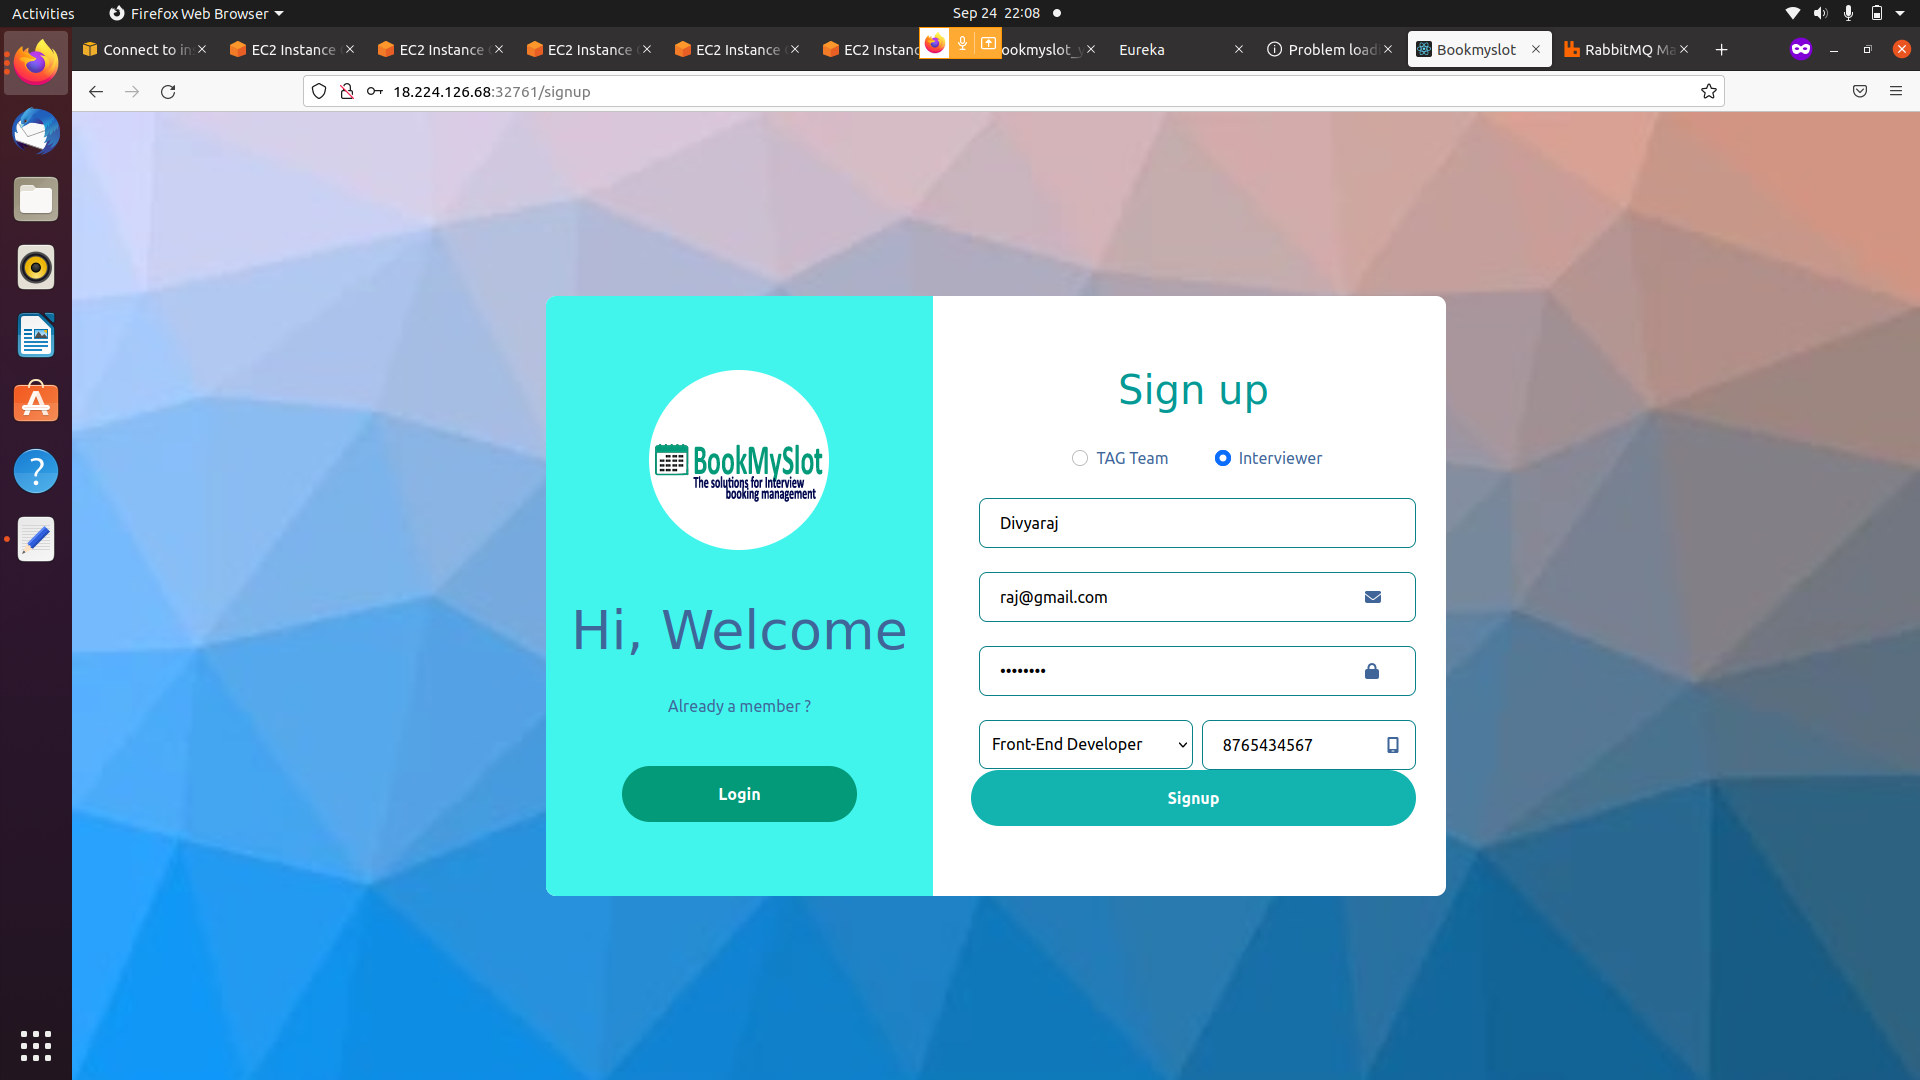 Activities
Firefox Web Browser
Sep 24 22:08
Connect to in
EC2 Instance
EC2 Instance
EC2 Instance
EC2 Instance
EC2 Instanc
ookmyslot_y
Eureka
Problem load
Bookmyslot
RabbitMQ Ma
18.224.126.68:32761/signup
BookMySlot
The solutions for Interview
booking management
Hi, Welcome
Already a member ?
Login
Sign up
TAG Team
Interviewer
Divyaraj
raj@gmail.com
••••••••
Front-End Developer
8765434567
Signup